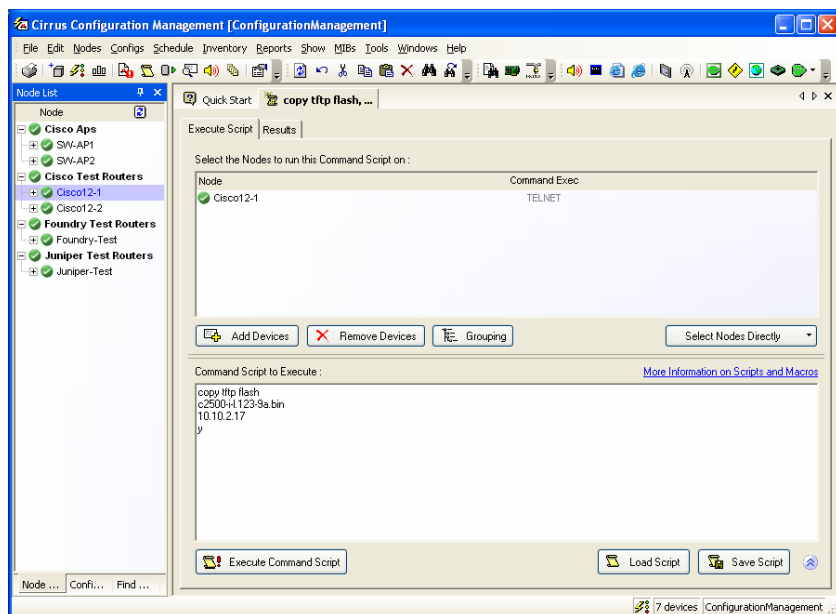 Cirrus Configuration Management [ConfigurationManagement]
File Edit Nodes Configs Schedule Inventory Reports Show MIBs Tools Windows Help
Node List
Node
Cisco Aps
SW-AP1
SW-AP2
Cisco Test Routers
Cisco12-1
Cisco12-2
Foundry Test Routers
Foundry-Test
Juniper Test Routers
Juniper-Test
Node ... Confi... Find ...
Quick Start copy tftp flash, ...
Execute Script Results
Select the Nodes to run this Command Script on :
Node Command Exec
Cisco12-1 TELNET
Add Devices Remove Devices Grouping Select Nodes Directly
Command Script to Execute : More Information on Scripts and Macros
copy tftp flash
c2500-i-l.123-9a.bin
10.10.2.17
y
Execute Command Script Load Script Save Script
7 devices ConfigurationManagement